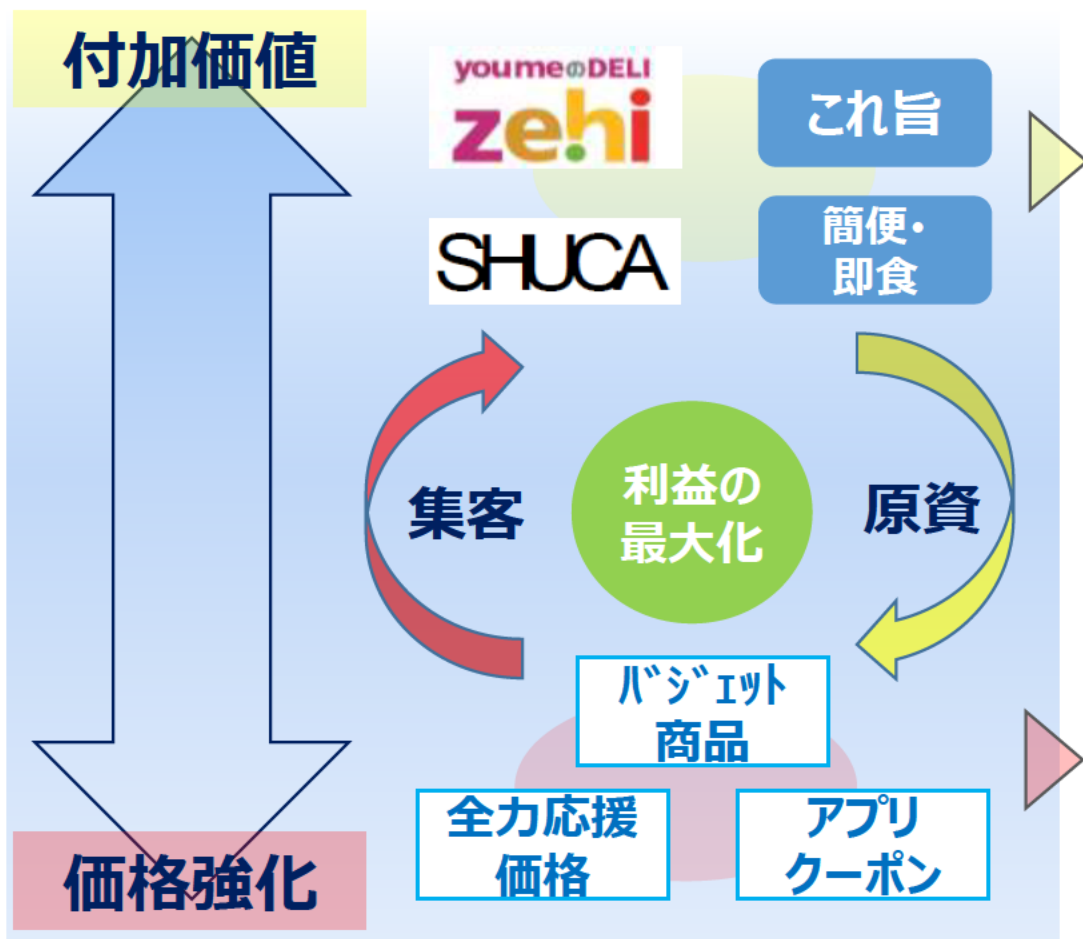 付加価値
youmeのDELI
zehi
これ旨
SHUCA
簡便・
即食
集客
利益の
最大化
原資
ﾊﾞｼﾞｪｯﾄ
商品
全力応援
価格
アプリ
クーポン
価格強化